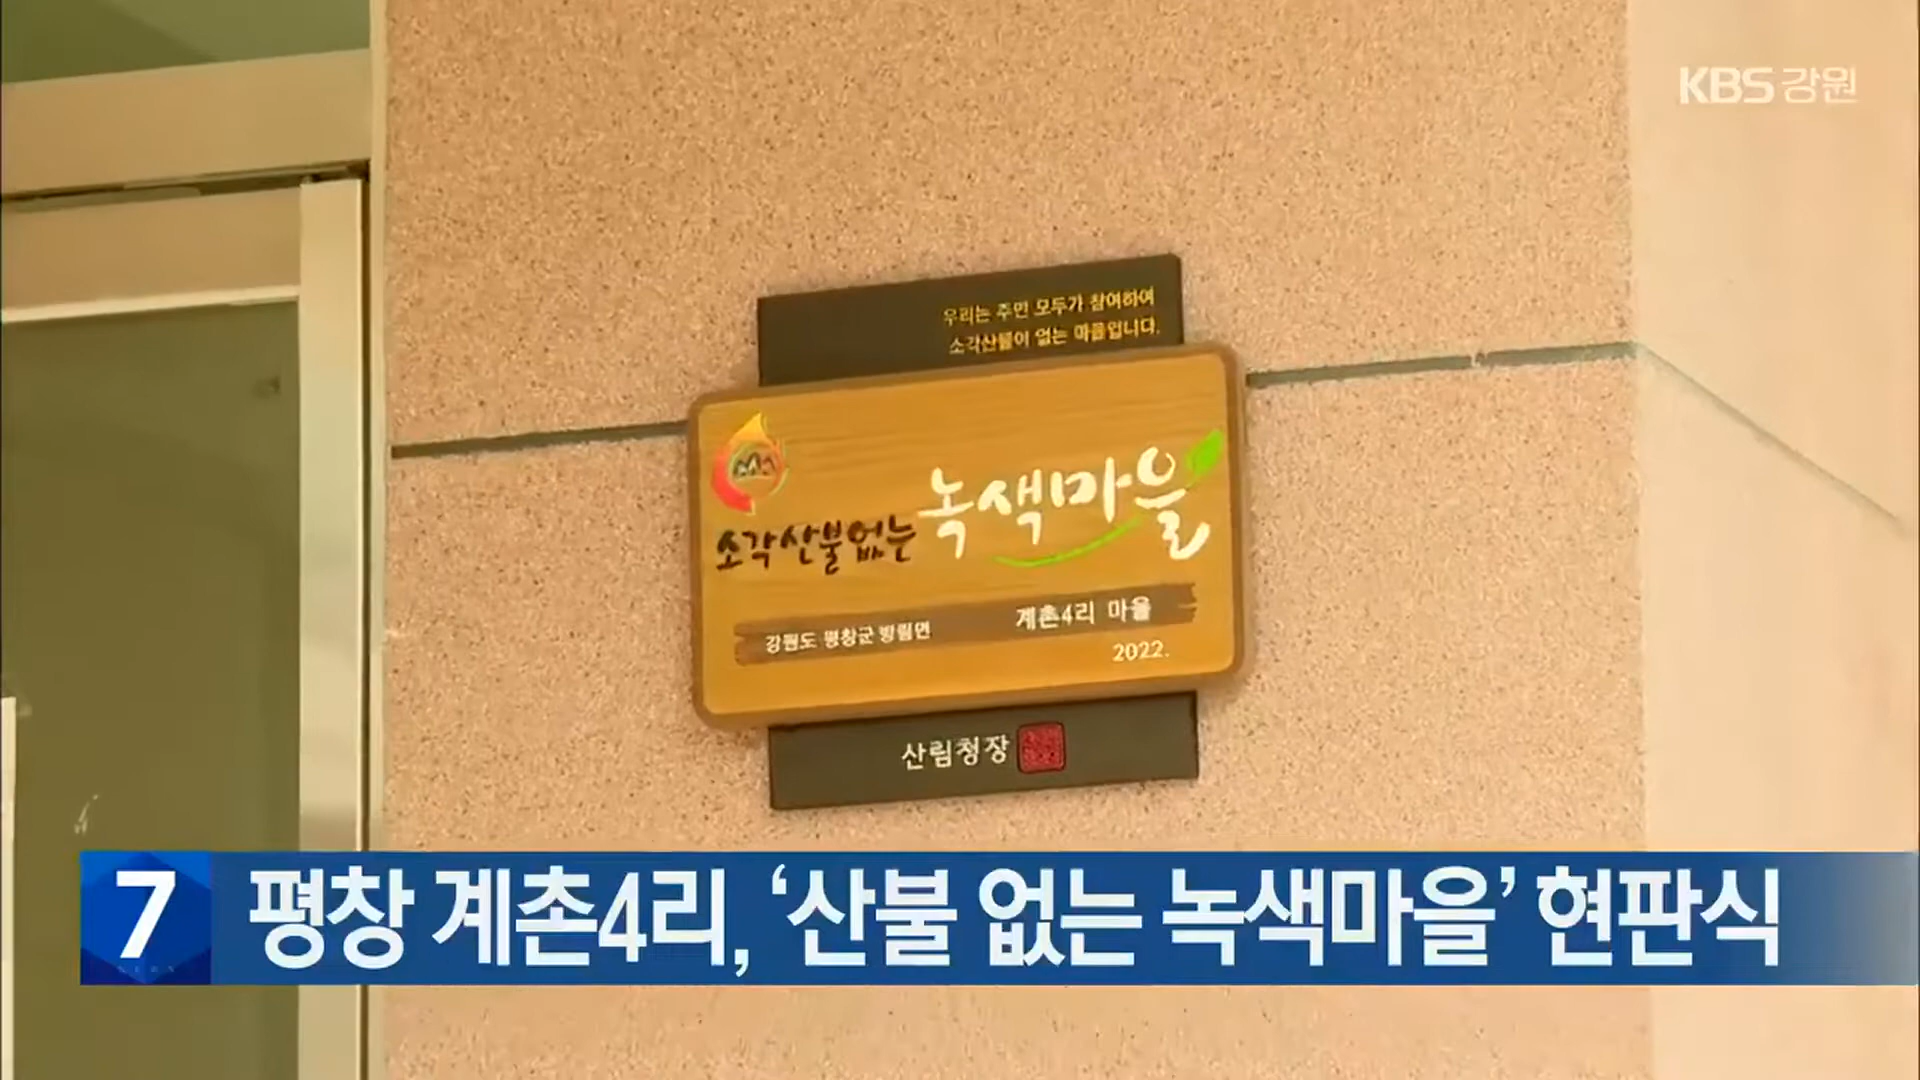 KBS 강원
우리는 주민 모두가 참여하여
소각산불이 없는 마을입니다.
소각산불없는 녹색마을
강원도 평창군 방림면 계촌4리 마을
2022.
산림청장
7 평창 계촌4리, ‘산불 없는 녹색마을’ 현판식